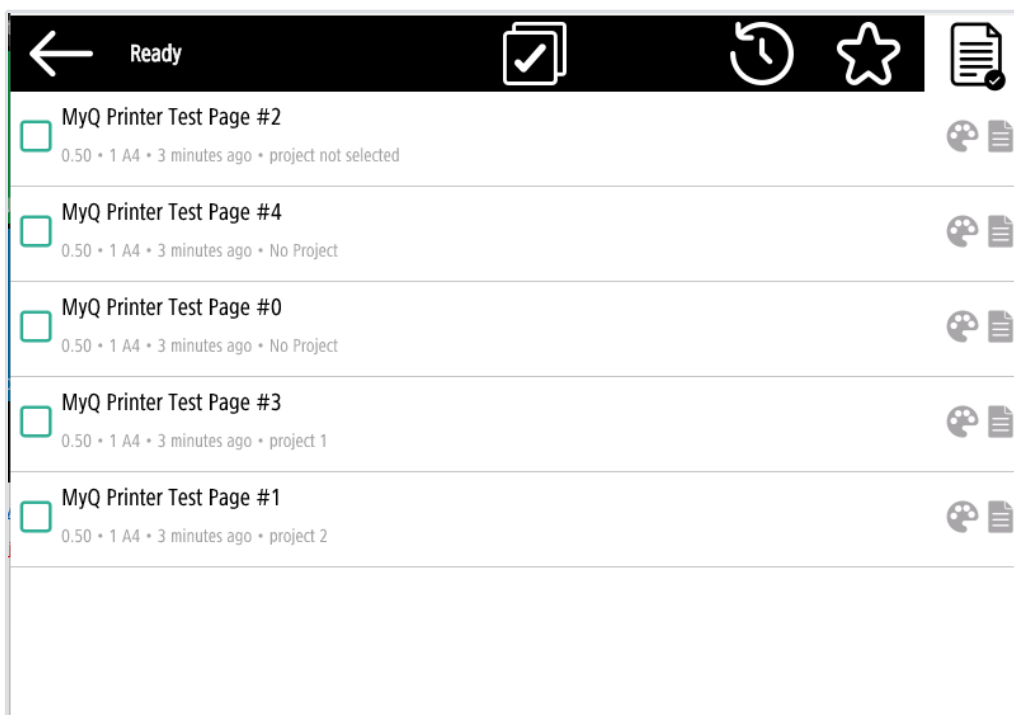 Ready
MyQ Printer Test Page #2
0.50 • 1 A4 • 3 minutes ago • project not selected
MyQ Printer Test Page #4
0.50 • 1 A4 • 3 minutes ago • No Project
MyQ Printer Test Page #0
0.50 • 1 A4 • 3 minutes ago • No Project
MyQ Printer Test Page #3
0.50 • 1 A4 • 3 minutes ago • project 1
MyQ Printer Test Page #1
0.50 • 1 A4 • 3 minutes ago • project 2